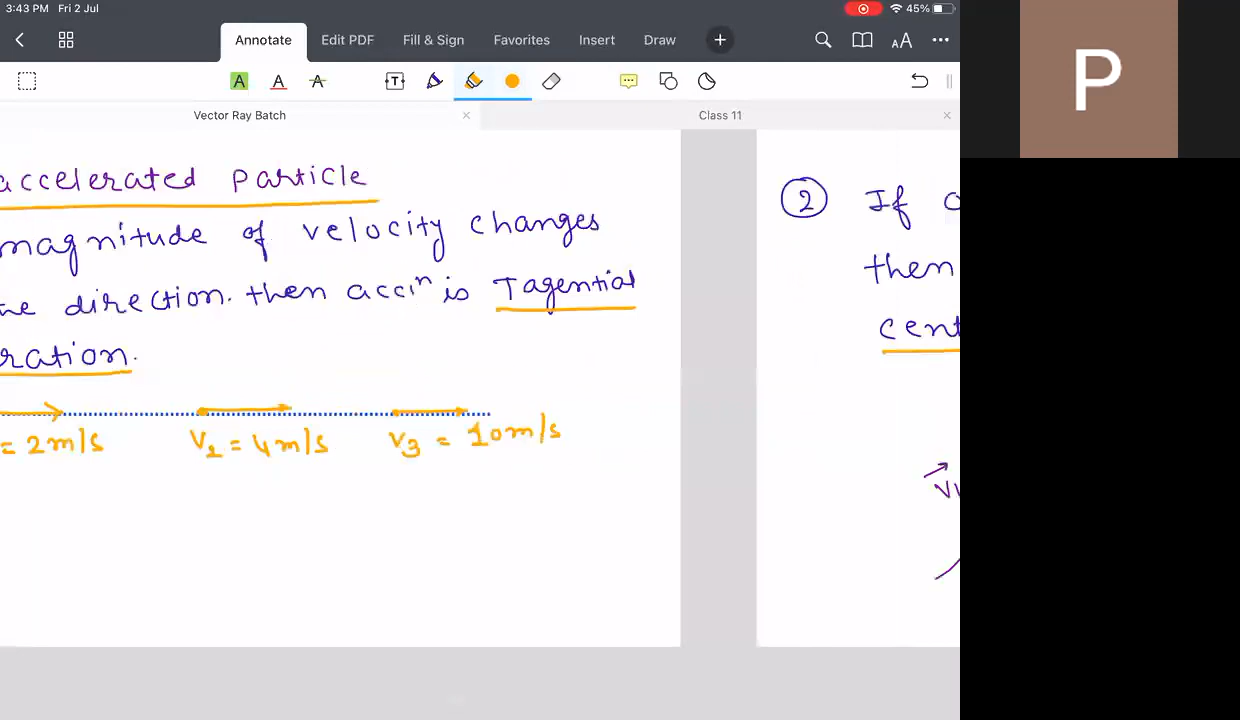 3:43 PM Fri 2 Jul
45%
Annotate Edit PDF Fill & Sign Favorites Insert Draw
Vector Ray Batch
Class 11
accelerated Particle
magnitude of velocity changes
direction. then accⁿ is Tagential
ration.
= 2m/s V2 = 4m/s V3 = 10m/s
2 If
then
cent
V1
P